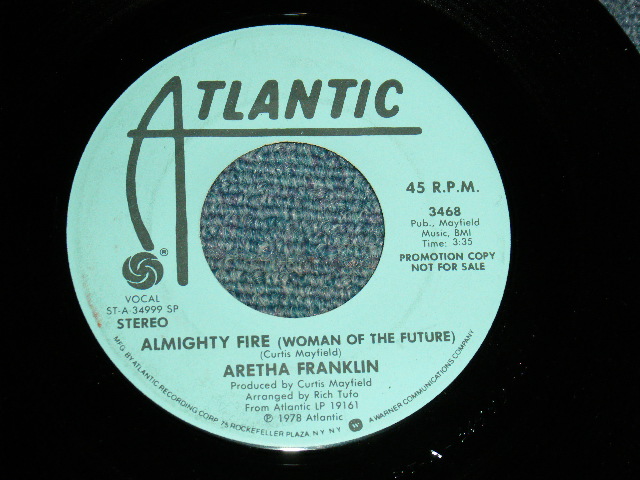 ATLANTIC
®
45 R.P.M.
3468
Pub., Mayfield
Music, BMI
Time: 3:35
PROMOTION COPY
NOT FOR SALE
VOCAL
ST-A-34999 SP
STEREO
ALMIGHTY FIRE (WOMAN OF THE FUTURE)
(Curtis Mayfield)
ARETHA FRANKLIN
Produced by Curtis Mayfield
Arranged by Rich Tufo
From Atlantic LP 19161
℗ 1978 Atlantic
MFG. BY ATLANTIC RECORDING CORP. 75 ROCKEFELLER PLAZA NY NY W A WARNER COMMUNICATIONS COMPANY